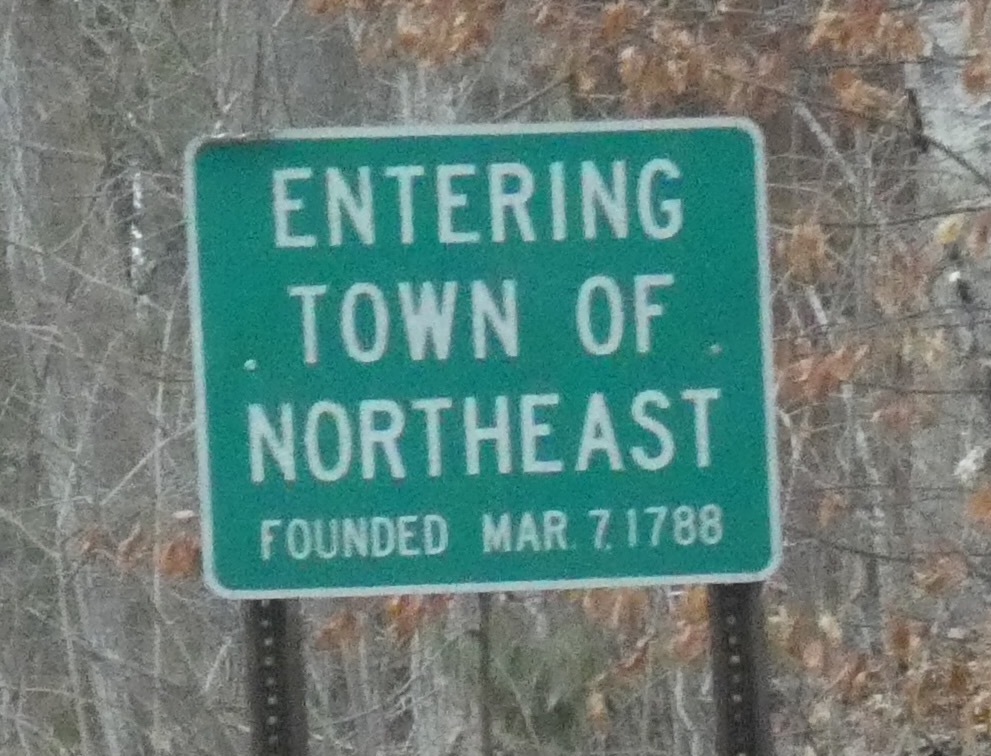 ENTERING
TOWN OF
NORTHEAST
FOUNDED MAR. 7, 1788